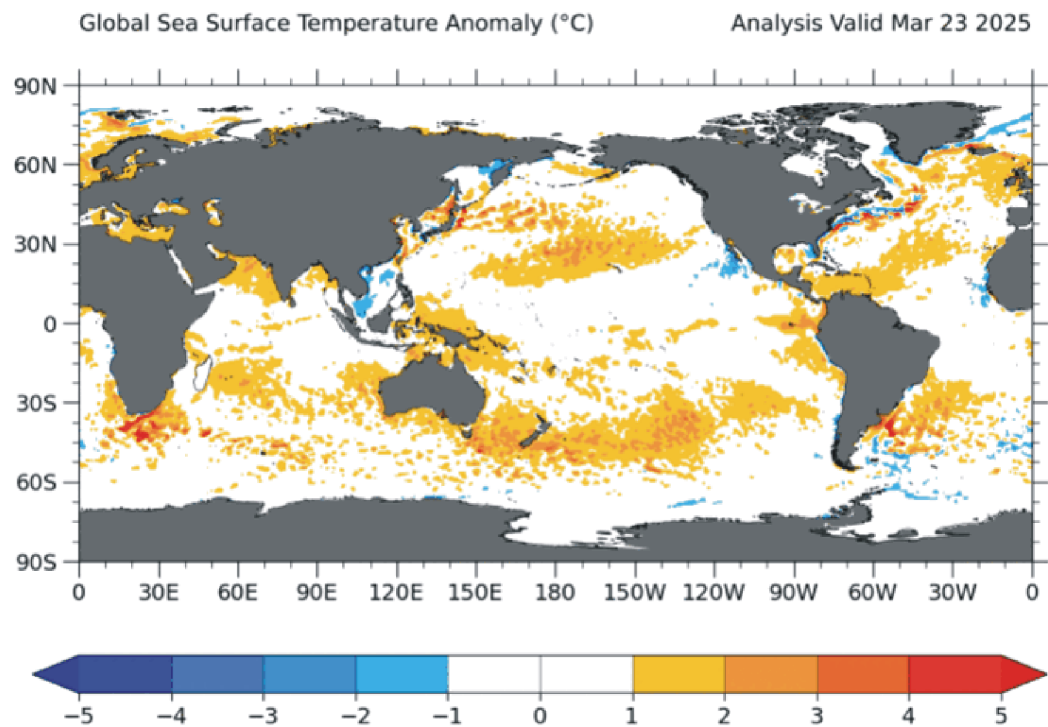 Global Sea Surface Temperature Anomaly (°C) Analysis Valid Mar 23 2025
90N
60N
30N
0
30S
60S
90S
0 30E 60E 90E 120E 150E 180 150W 120W 90W 60W 30W 0
−5 −4 −3 −2 −1 0 1 2 3 4 5